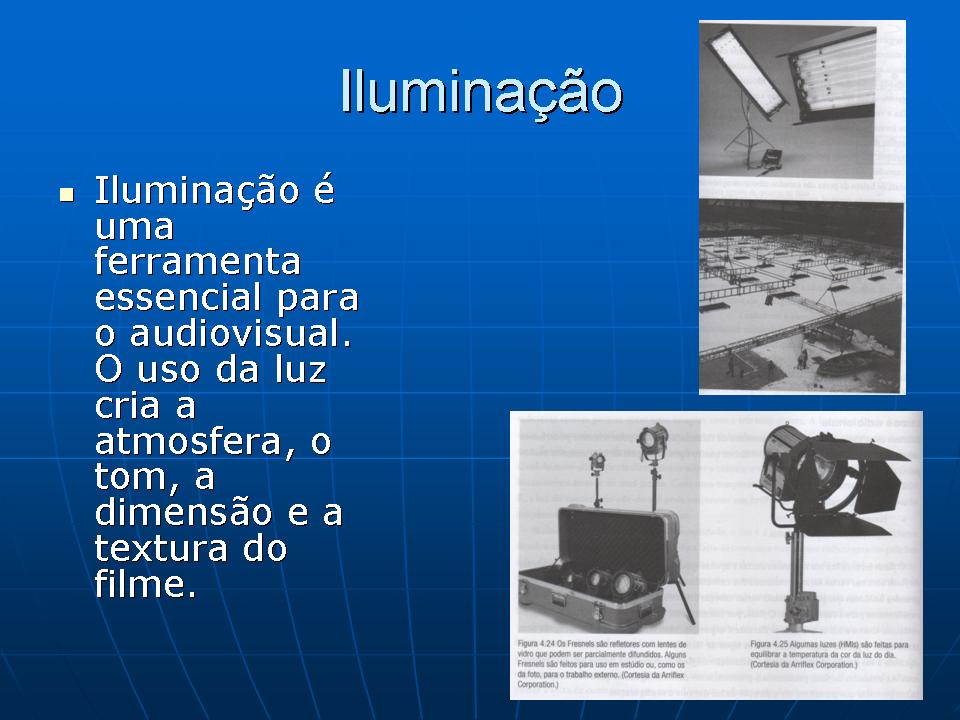 Iluminação
Iluminação é
uma
ferramenta
essencial para
o audiovisual.
O uso da luz
cria a
atmosfera, o
tom, a
dimensão e a
textura do
filme.
Figura 4.24 Os Fresnels são refletores com lentes de
vidro que podem ser parcialmente difundidos. Alguns
Fresnels são feitos para uso em estúdio ou, como os
da foto, para o trabalho externo. (Cortesia da Arriflex
Corporation.)
Figura 4.25 Algumas luzes (HMIs) são feitas para
equilibrar a temperatura da cor da luz do dia.
(Cortesia da Arriflex Corporation.)